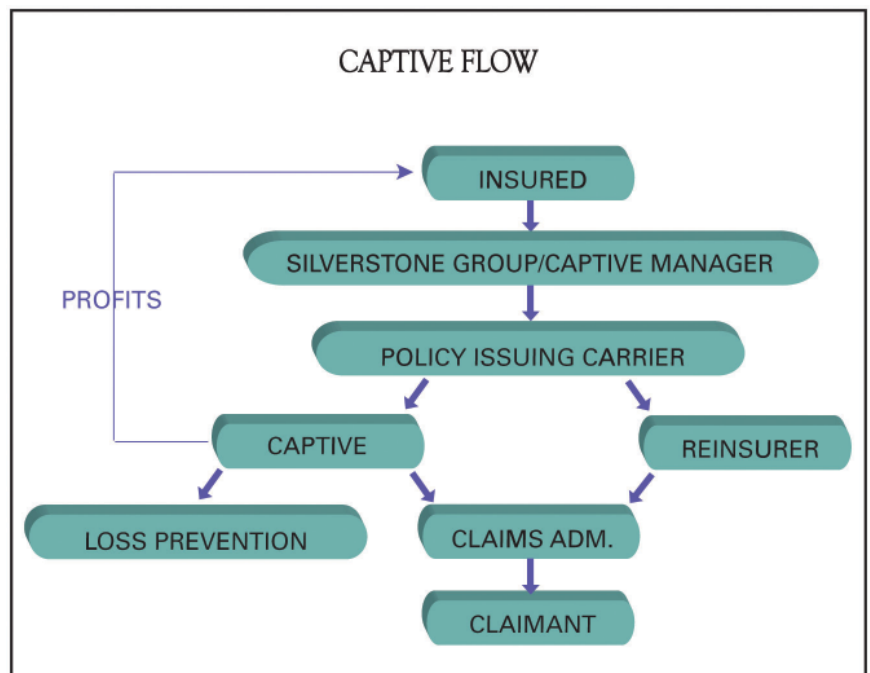 CAPTIVE FLOW
INSURED
SILVERSTONE GROUP/CAPTIVE MANAGER
PROFITS
POLICY ISSUING CARRIER
CAPTIVE
REINSURER
LOSS PREVENTION
CLAIMS ADM.
CLAIMANT